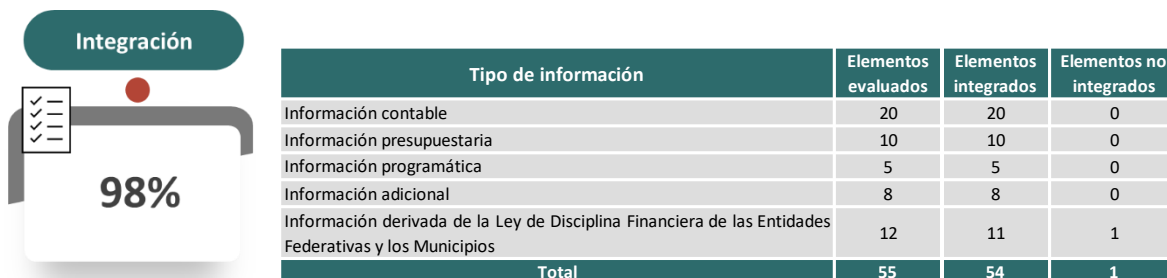 Integración
98%
Tipo de información Elementos evaluados Elementos integrados Elementos no integrados
Información contable 20 20 0
Información presupuestaria 10 10 0
Información programática 5 5 0
Información adicional 8 8 0
Información derivada de la Ley de Disciplina Financiera de las Entidades
Federativas y los Municipios 12 11 1
Total 55 54 1